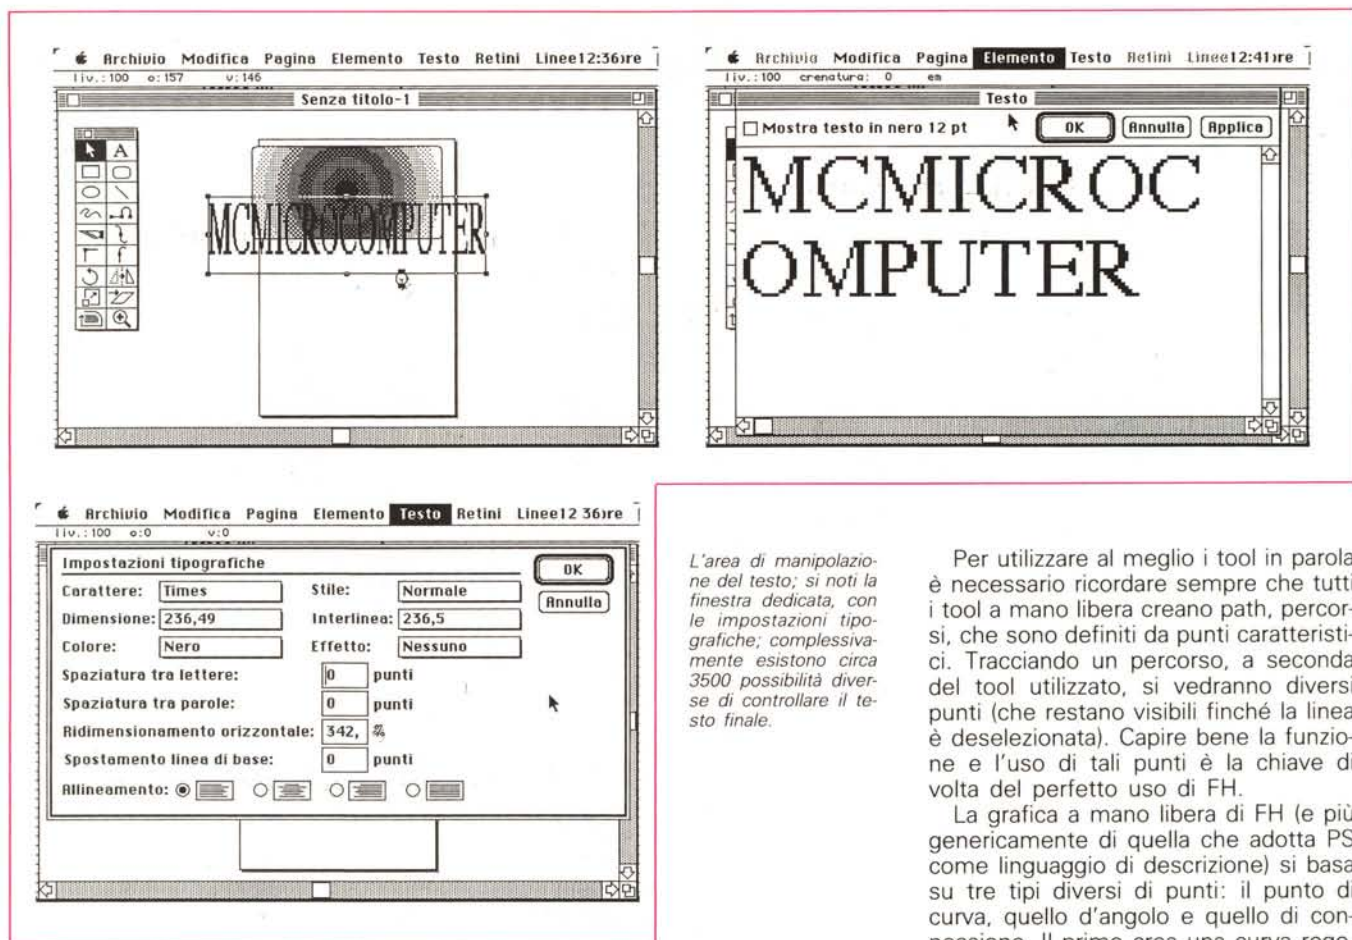 Archivio Modifica Pagina Elemento Testo Retini Linee12:36)re
liv.:100 o:157 v:146
Senza titolo-1
A
MCMICROCOMPUTER
Archivio Modifica Pagina Elemento Testo Retini Linee12:41)re
liv.:100 crenatura: 0 em
Testo
Mostra testo in nero 12 pt OK Annulla Applica
MCMICROC
OMPUTER
Archivio Modifica Pagina Elemento Testo Retini Linee12 36)re
liv.:100 o:0 v:0
Impostazioni tipografiche
OK
Carattere: Times Stile: Normale
Annulla
Dimensione: 236,49 Interlinea: 236,5
Colore: Nero Effetto: Nessuno
Spaziatura tra lettere: 0 punti
Spaziatura tra parole: 0 punti
Ridimensionamento orizzontale: 342, %
Spostamento linea di base: 0 punti
Allineamento:
L'area di manipolazio-
ne del testo; si noti la
finestra dedicata, con
le impostazioni tipo-
grafiche; complessiva-
mente esistono circa
3500 possibilità diver-
se di controllare il te-
sto finale.
Per utilizzare al meglio i tool in parola
è necessario ricordare sempre che tutti
i tool a mano libera creano path, percor-
si, che sono definiti da punti caratteristi-
ci. Tracciando un percorso, a seconda
del tool utilizzato, si vedranno diversi
punti (che restano visibili finché la linea
è deselezionata). Capire bene la funzio-
ne e l'uso di tali punti è la chiave di
volta del perfetto uso di FH.
La grafica a mano libera di FH (e più
genericamente di quella che adotta PS
come linguaggio di descrizione) si basa
su tre tipi diversi di punti: il punto di
curva, quello d'angolo e quello di con-